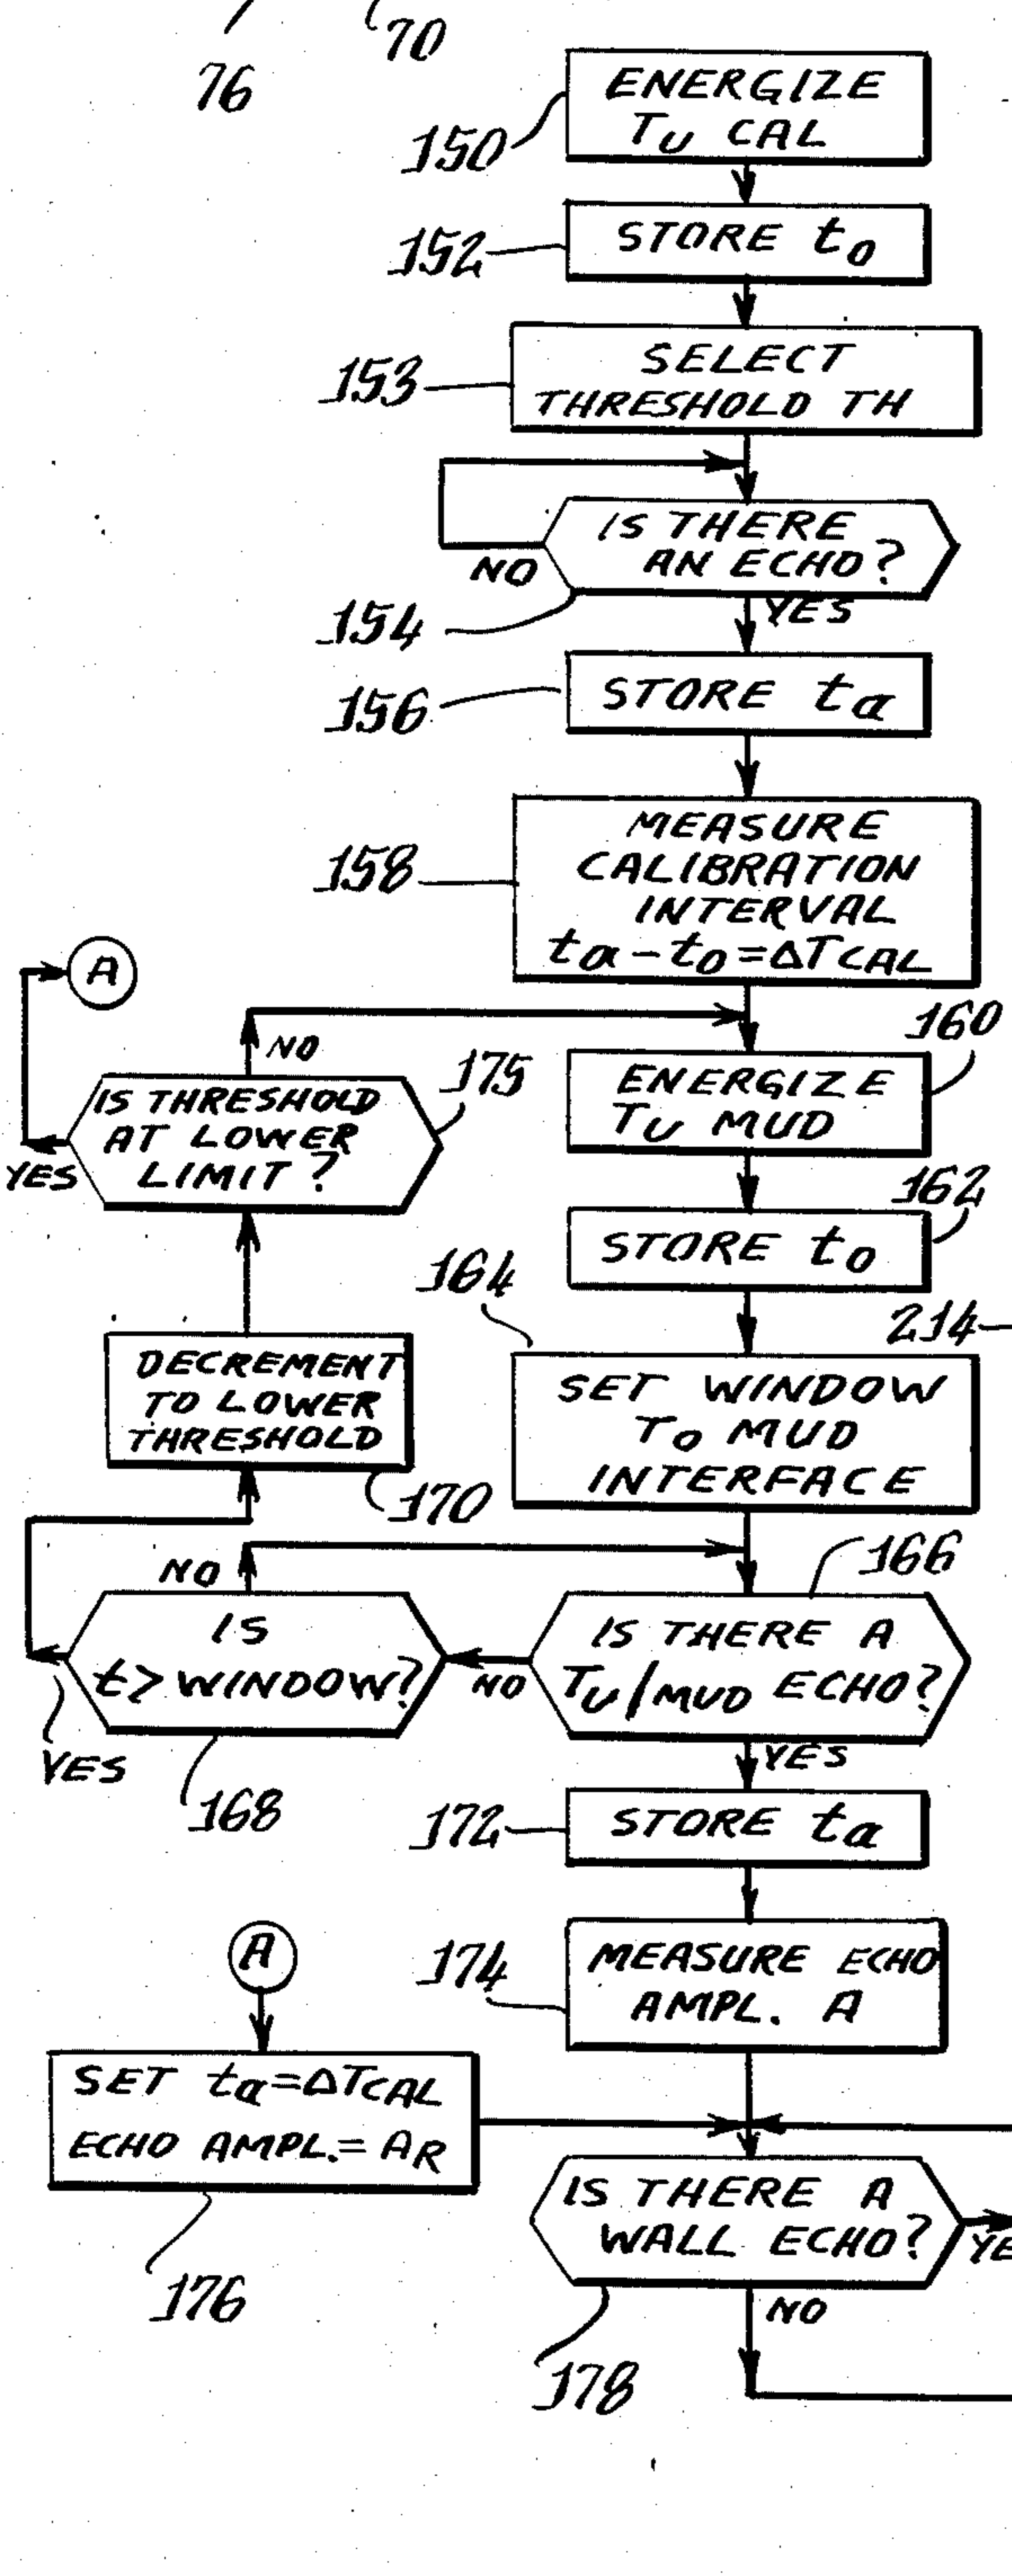 70
76
ENERGIZE
TU CAL
150
STORE to
152
SELECT
THRESHOLD TH
153
IS THERE
AN ECHO?
NO
YES
154
STORE ta
156
MEASURE
CALIBRATION
INTERVAL
ta - to = ΔTCAL
158
A
NO
175
160
IS THRESHOLD
AT LOWER
LIMIT?
YES
ENERGIZE
TU MUD
162
STORE to
164
214
DECREMENT
TO LOWER
THRESHOLD
170
SET WINDOW
TO MUD
INTERFACE
NO
166
IS
t > WINDOW?
YES
168
NO
IS THERE A
TU/MUD ECHO?
YES
STORE ta
172
MEASURE ECHO
AMPL. A
174
A
SET ta = ΔTCAL
ECHO AMPL. = AR
176
IS THERE A
WALL ECHO?
YE
NO
178